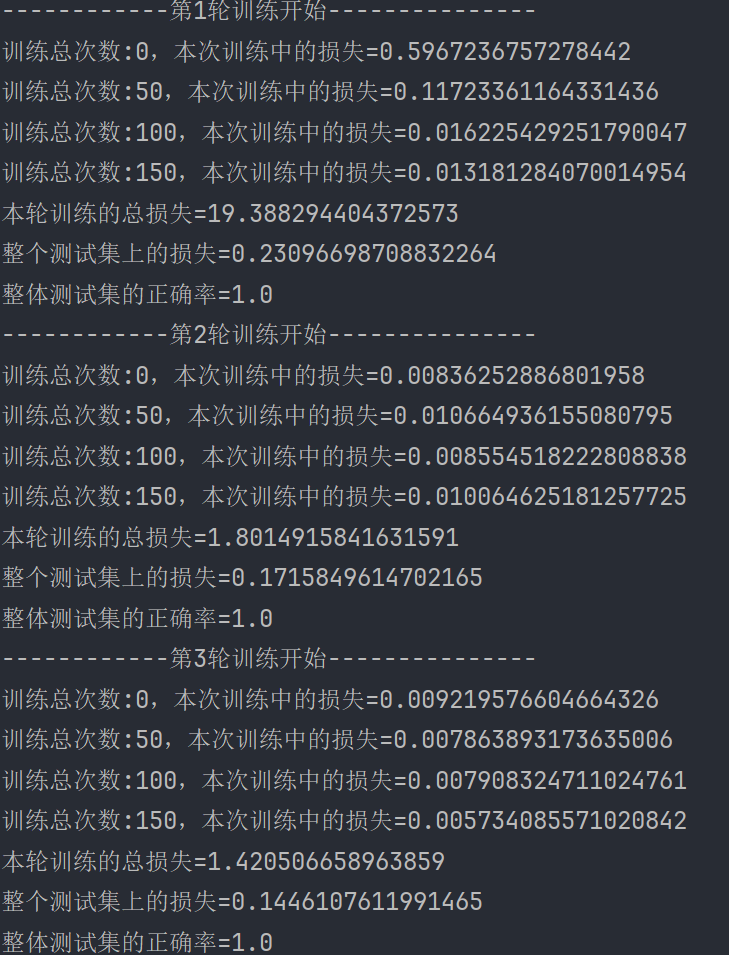 ------------第1轮训练开始---------------
训练总次数:0，本次训练中的损失=0.5967236757278442
训练总次数:50，本次训练中的损失=0.11723361164331436
训练总次数:100，本次训练中的损失=0.016225429251790047
训练总次数:150，本次训练中的损失=0.013181284070014954
本轮训练的总损失=19.388294404372573
整个测试集上的损失=0.23096698708832264
整体测试集的正确率=1.0
------------第2轮训练开始---------------
训练总次数:0，本次训练中的损失=0.00836252886801958
训练总次数:50，本次训练中的损失=0.010664936155080795
训练总次数:100，本次训练中的损失=0.008554518222808838
训练总次数:150，本次训练中的损失=0.010064625181257725
本轮训练的总损失=1.8014915841631591
整个测试集上的损失=0.1715849614702165
整体测试集的正确率=1.0
------------第3轮训练开始---------------
训练总次数:0，本次训练中的损失=0.009219576604664326
训练总次数:50，本次训练中的损失=0.007863893173635006
训练总次数:100，本次训练中的损失=0.007908324711024761
训练总次数:150，本次训练中的损失=0.005734085571020842
本轮训练的总损失=1.420506658963859
整个测试集上的损失=0.1446107611991465
整体测试集的正确率=1.0